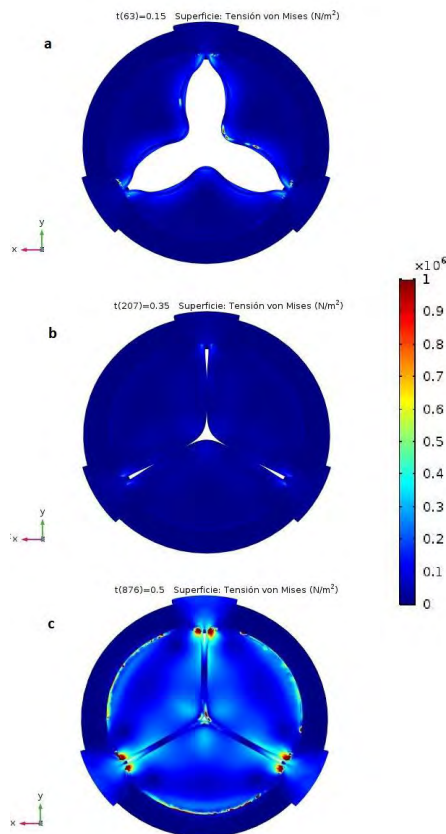 t(63)=0.15 Superficie: Tensión von Mises (N/m²)
a
y
x
×10⁶
1
0.9
0.8
0.7
0.6
0.5
0.4
0.3
0.2
0.1
0
t(207)=0.35 Superficie: Tensión von Mises (N/m²)
b
y
x
t(876)=0.5 Superficie: Tensión von Mises (N/m²)
c
y
x